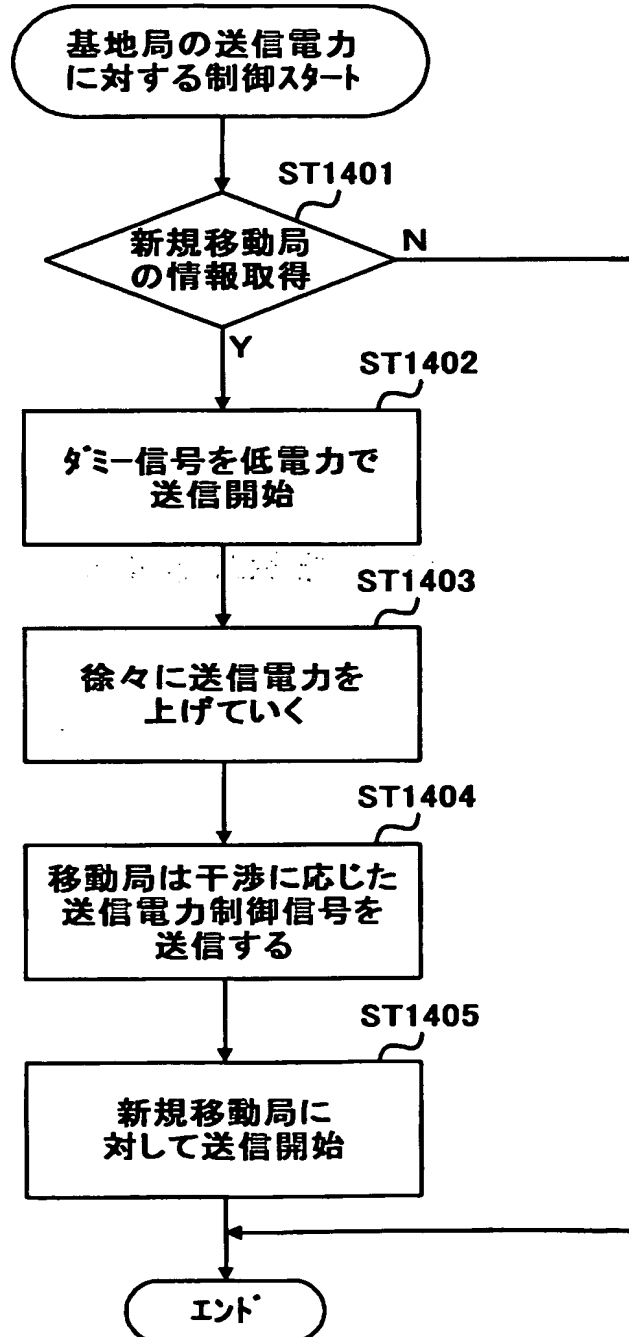 基地局の送信電力
に対する制御スタート
ST1401
新規移動局
の情報取得
N
Y
ST1402
ダミー信号を低電力で
送信開始
ST1403
徐々に送信電力を
上げていく
ST1404
移動局は干渉に応じた
送信電力制御信号を
送信する
ST1405
新規移動局に
対して送信開始
エンド